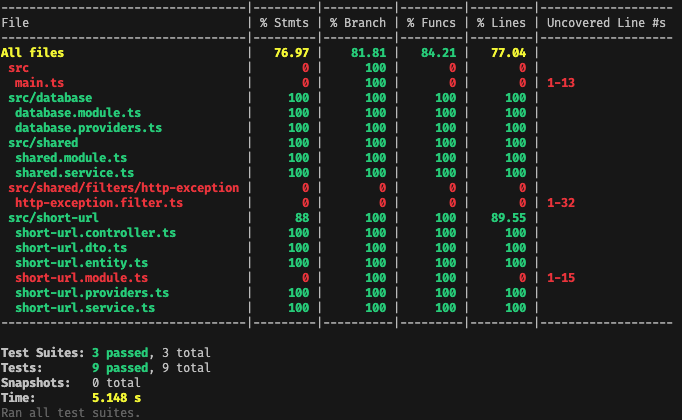 -------------------------------|---------|----------|---------|---------|-------------------
File | % Stmts | % Branch | % Funcs | % Lines | Uncovered Line #s
-------------------------------|---------|----------|---------|---------|-------------------
All files | 76.97 | 81.81 | 84.21 | 77.04 |
src | 0 | 100 | 0 | 0 |
main.ts | 0 | 100 | 0 | 0 | 1-13
src/database | 100 | 100 | 100 | 100 |
database.module.ts | 100 | 100 | 100 | 100 |
database.providers.ts | 100 | 100 | 100 | 100 |
src/shared | 100 | 100 | 100 | 100 |
shared.module.ts | 100 | 100 | 100 | 100 |
shared.service.ts | 100 | 100 | 100 | 100 |
src/shared/filters/http-exception | 0 | 0 | 0 | 0 |
http-exception.filter.ts | 0 | 0 | 0 | 0 | 1-32
src/short-url | 88 | 100 | 100 | 89.55 |
short-url.controller.ts | 100 | 100 | 100 | 100 |
short-url.dto.ts | 100 | 100 | 100 | 100 |
short-url.entity.ts | 100 | 100 | 100 | 100 |
short-url.module.ts | 0 | 100 | 100 | 0 | 1-15
short-url.providers.ts | 100 | 100 | 100 | 100 |
short-url.service.ts | 100 | 100 | 100 | 100 |
-------------------------------|---------|----------|---------|---------|-------------------
Test Suites: 3 passed, 3 total
Tests: 9 passed, 9 total
Snapshots: 0 total
Time: 5.148 s
Ran all test suites.